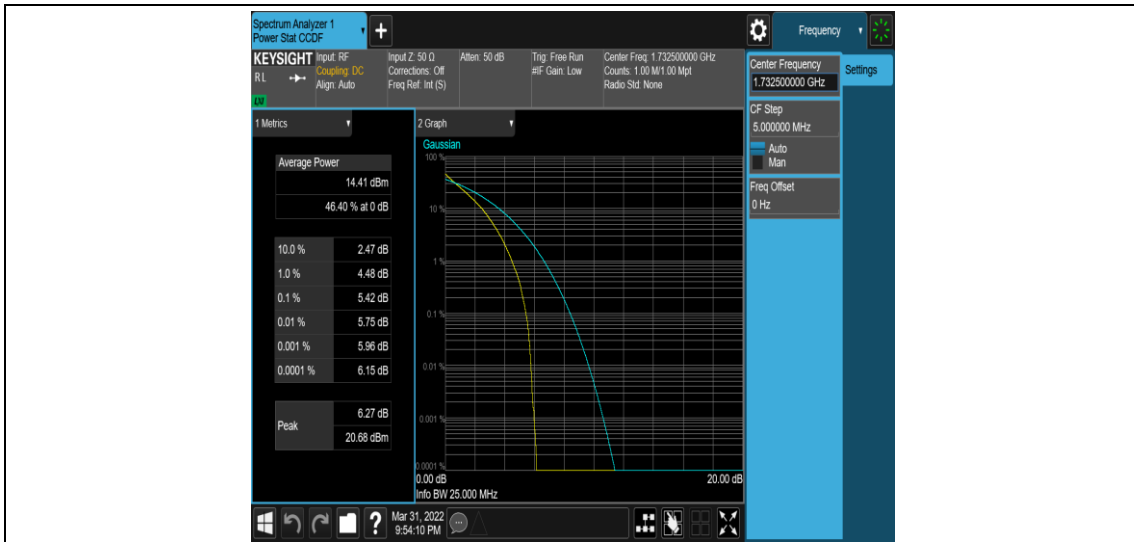 Spectrum Analyzer 1
Power Stat CCDF
+
Frequency
KEYSIGHT
RL
LXI
Input: RF
Coupling: DC
Align: Auto
Input Z: 50 Ω
Corrections: Off
Freq Ref: Int (S)
Atten: 50 dB
Trig: Free Run
#IF Gain: Low
Center Freq: 1.732500000 GHz
Counts: 1.00 M/1.00 Mpt
Radio Std: None
Center Frequency
1.732500000 GHz
Settings
CF Step
5.000000 MHz
Auto
Man
Freq Offset
0 Hz
1 Metrics
Average Power
14.41 dBm
46.40 % at 0 dB
10.0 % 2.47 dB
1.0 % 4.48 dB
0.1 % 5.42 dB
0.01 % 5.75 dB
0.001 % 5.96 dB
0.0001 % 6.15 dB
Peak
6.27 dB
20.68 dBm
2 Graph
Gaussian
100 %
10 %
1 %
0.1 %
0.01 %
0.001 %
0.0001 %
0.00 dB 20.00 dB
Info BW 25.000 MHz
?
Mar 31, 2022
9:54:10 PM